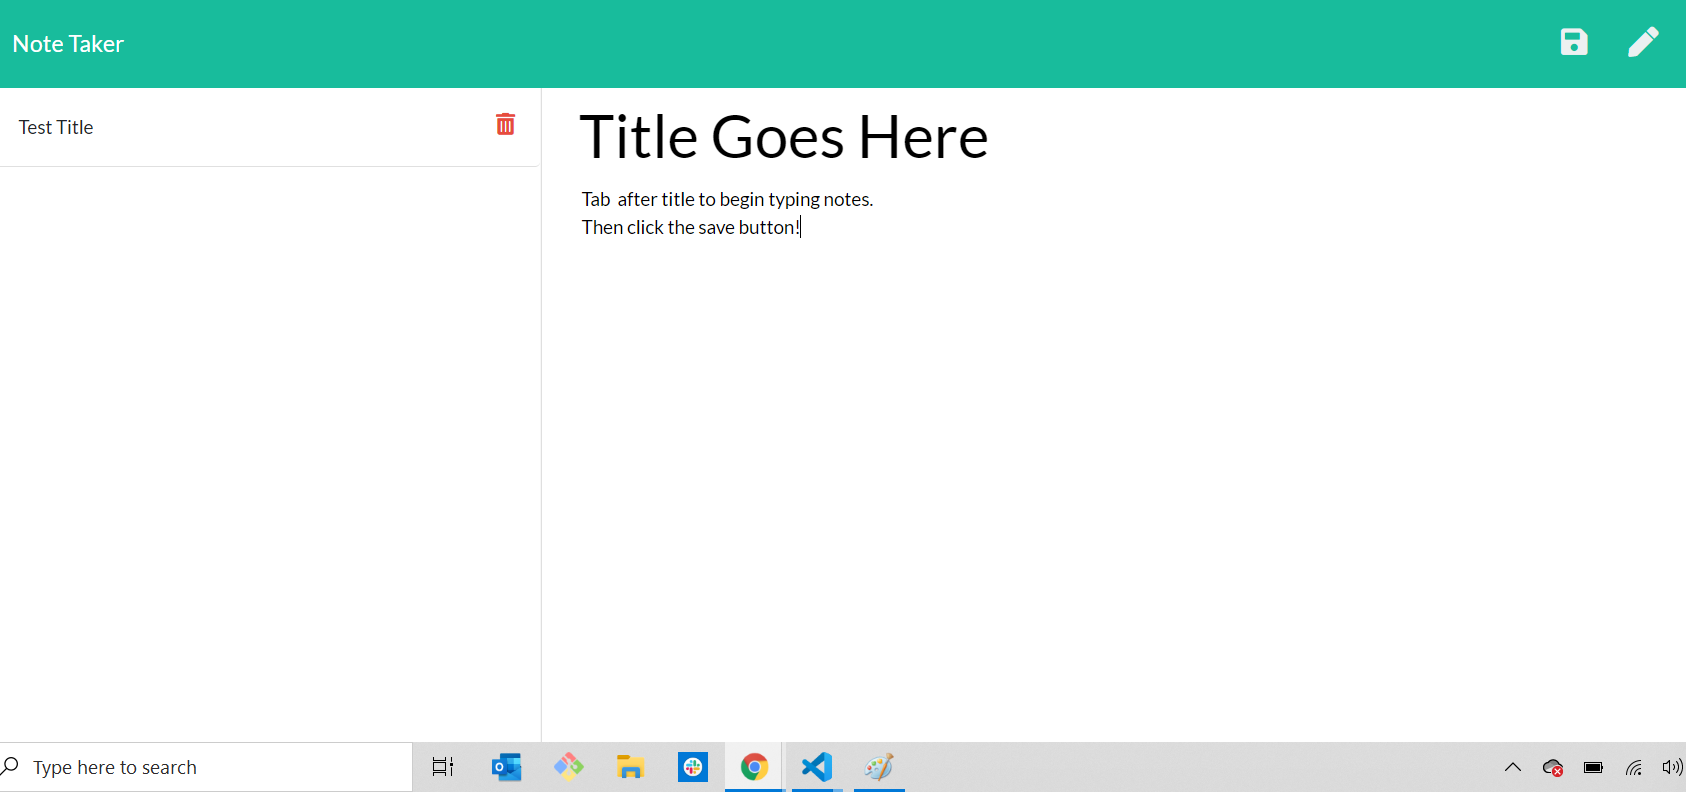 Note Taker
Test Title
Title Goes Here
Tab  after title to begin typing notes.
Then click the save button!
Type here to search